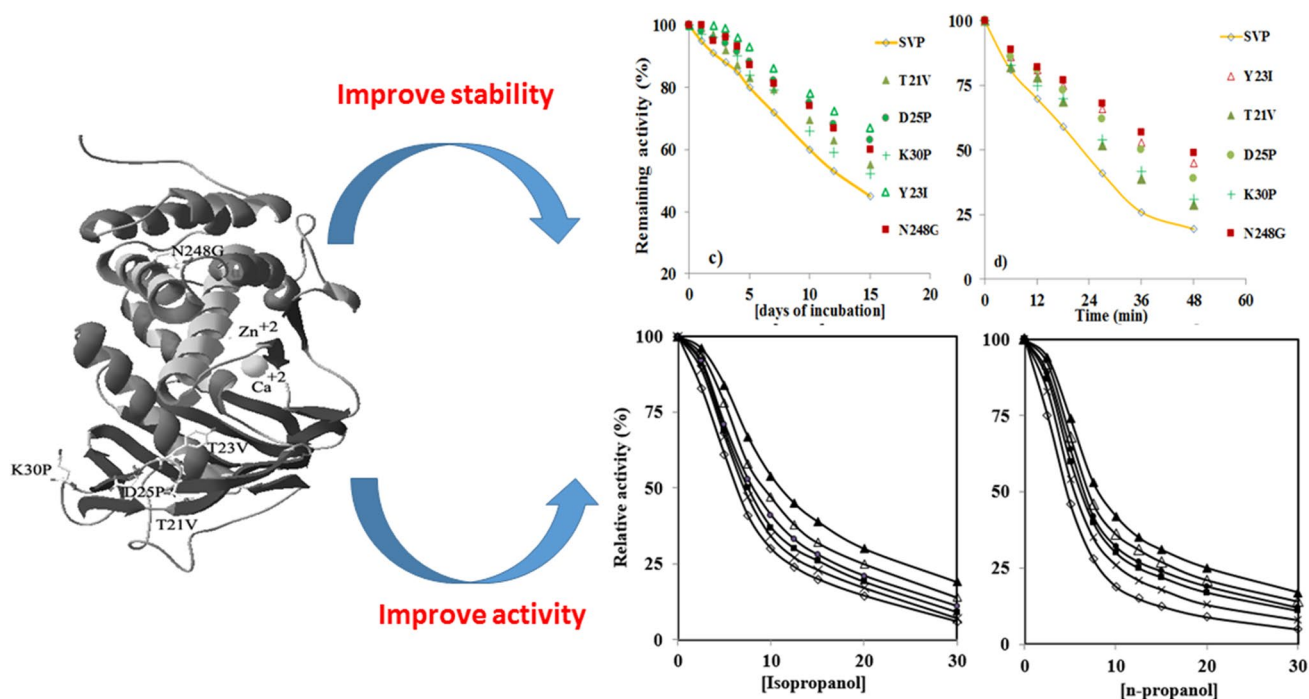 Improve stability
N248G
Zn+2
Ca+2
T23V
K30P
D25P
T21V
Improve activity
Remaining activity (%)
100
80
60
40
20
0
5
10
15
20
[days of incubation]
c)
SVP
T21V
D25P
K30P
Y23I
N248G
100
75
50
25
0
0
12
24
36
48
60
Time (min)
d)
SVP
Y23I
T21V
D25P
K30P
N248G
Relative activity (%)
100
75
50
25
0
0
10
20
30
[Isopropanol]
100
75
50
25
0
0
10
20
30
[n-propanol]